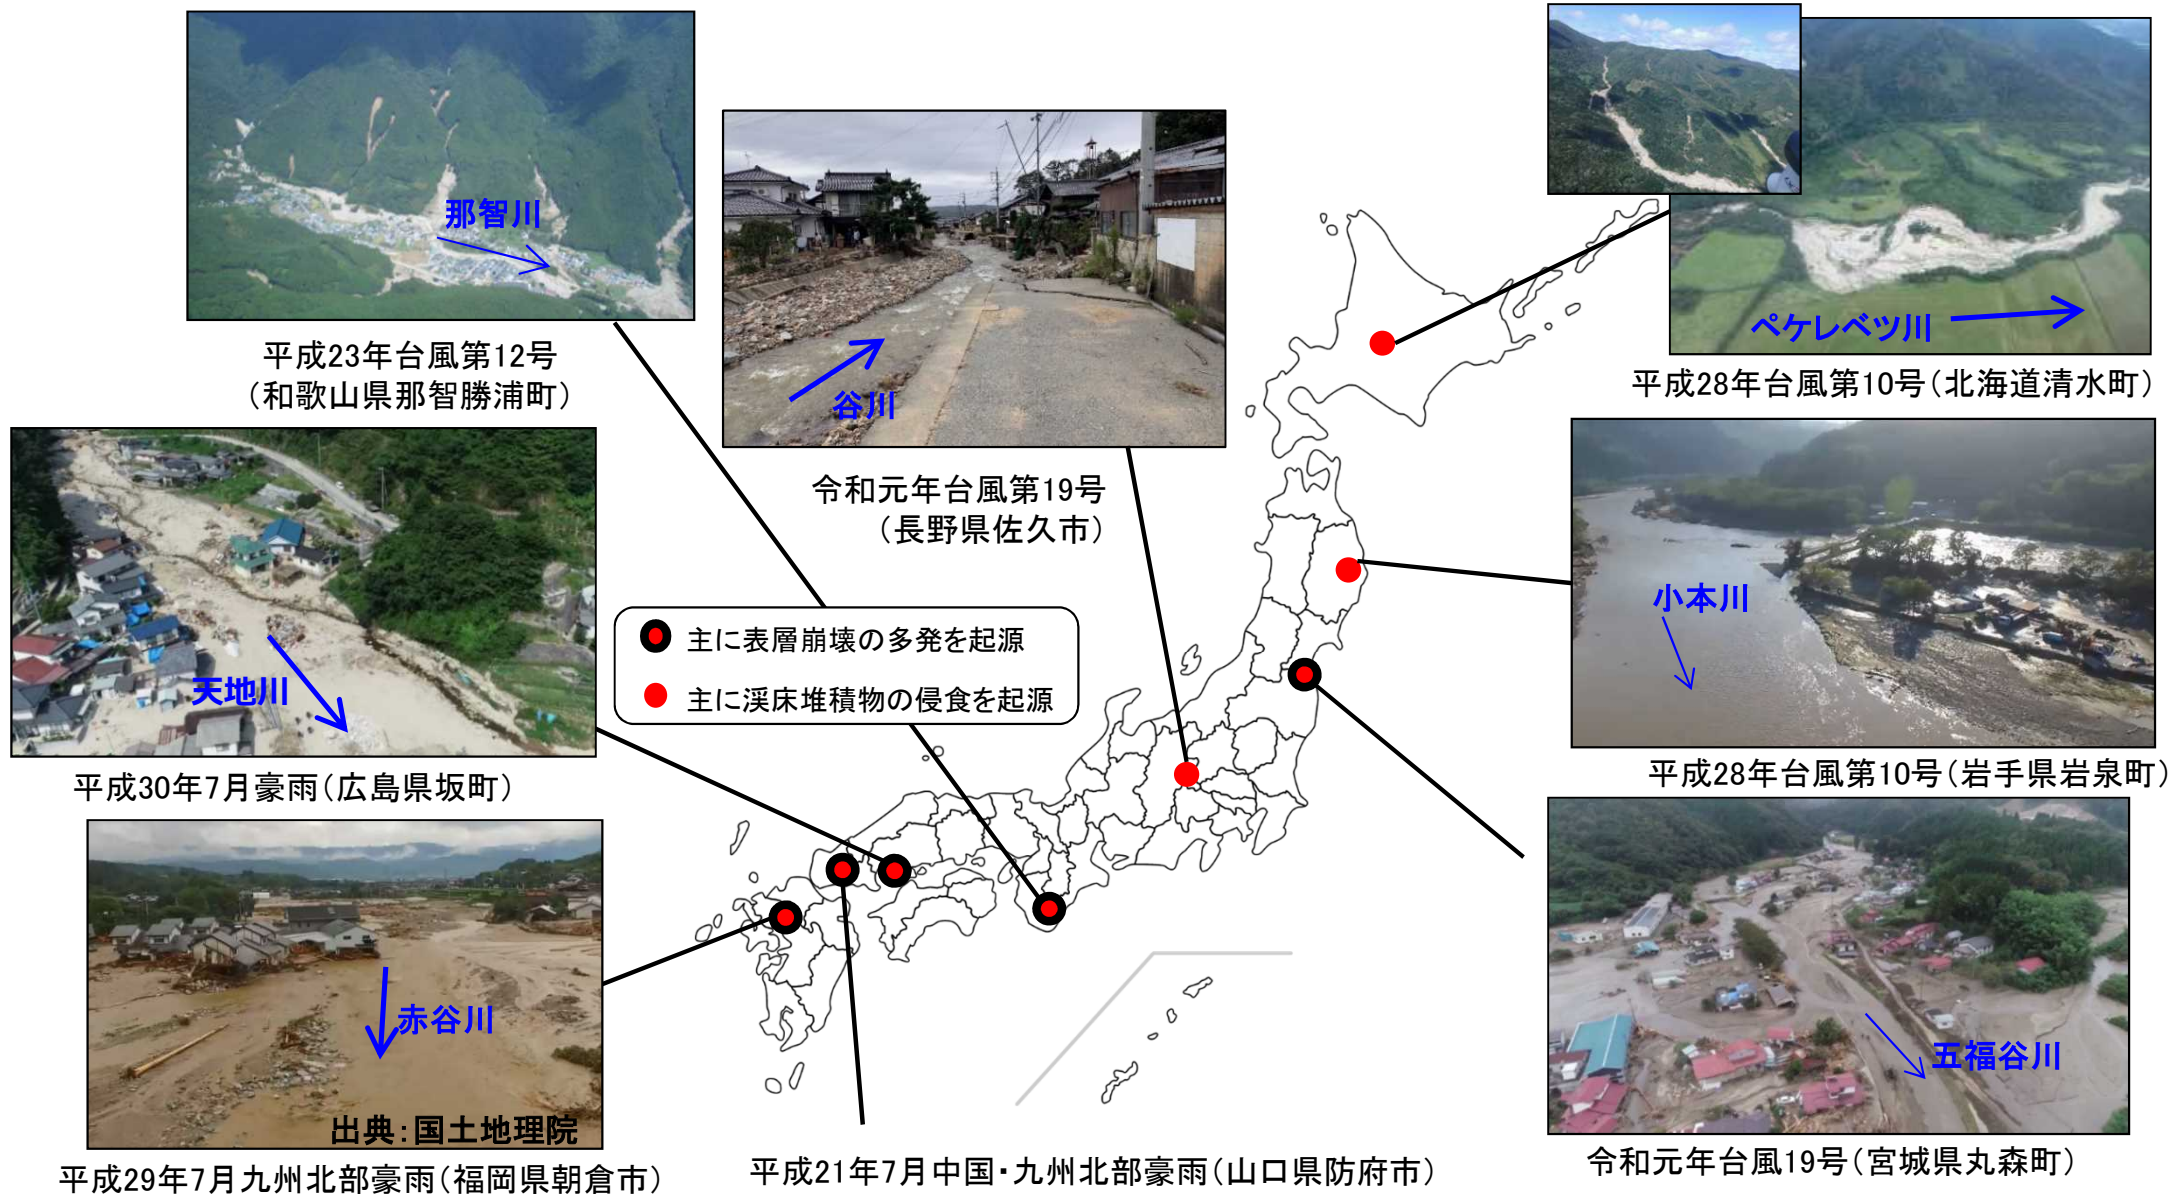 那智川
平成23年台風第12号
（和歌山県那智勝浦町）
谷川
令和元年台風第19号
（長野県佐久市）
ペケレベツ川
平成28年台風第10号（北海道清水町）
天地川
平成30年7月豪雨（広島県坂町）
主に表層崩壊の多発を起源
主に渓床堆積物の侵食を起源
小本川
平成28年台風第10号（岩手県岩泉町）
赤谷川
出典：国土地理院
平成29年7月九州北部豪雨（福岡県朝倉市）
平成21年7月中国・九州北部豪雨（山口県防府市）
五福谷川
令和元年台風19号（宮城県丸森町）